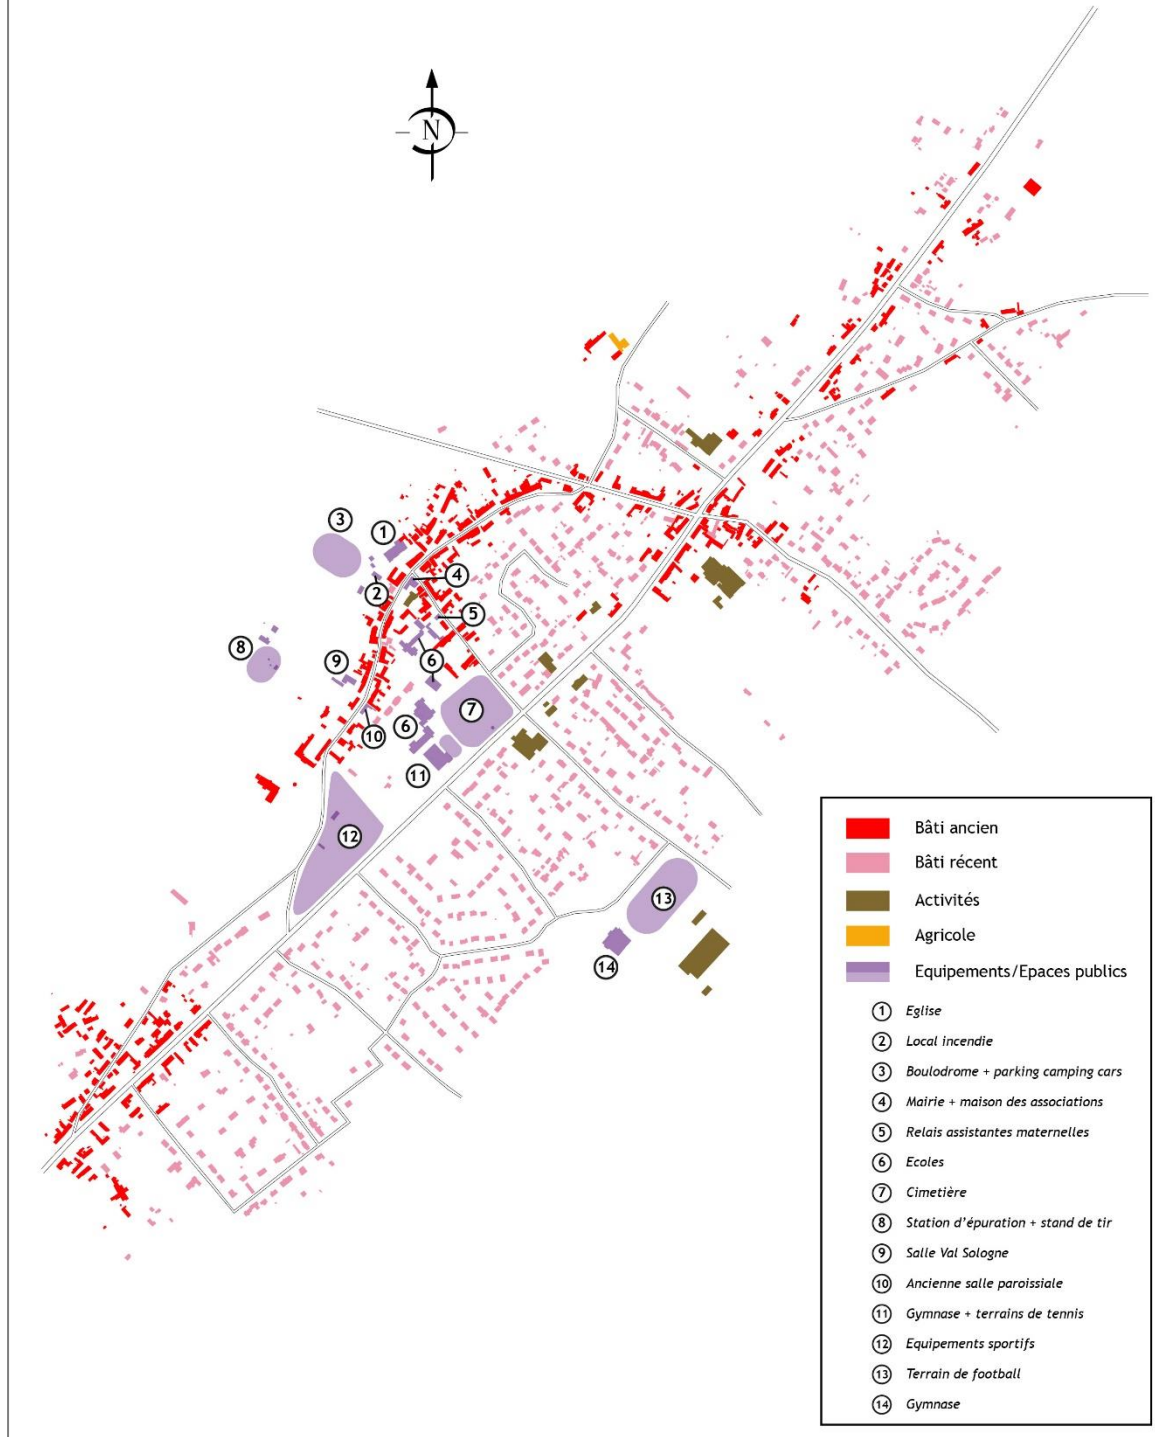 N
3
1
4
2
5
8
9
6
7
6
10
11
12
13
14
Bâti ancien
Bâti récent
Activités
Agricole
Equipements/Epaces publics
1 Eglise
2 Local incendie
3 Boulodrome + parking camping cars
4 Mairie + maison des associations
5 Relais assistantes maternelles
6 Ecoles
7 Cimetière
8 Station d'épuration + stand de tir
9 Salle Val Sologne
10 Ancienne salle paroissiale
11 Gymnase + terrains de tennis
12 Equipements sportifs
13 Terrain de football
14 Gymnase